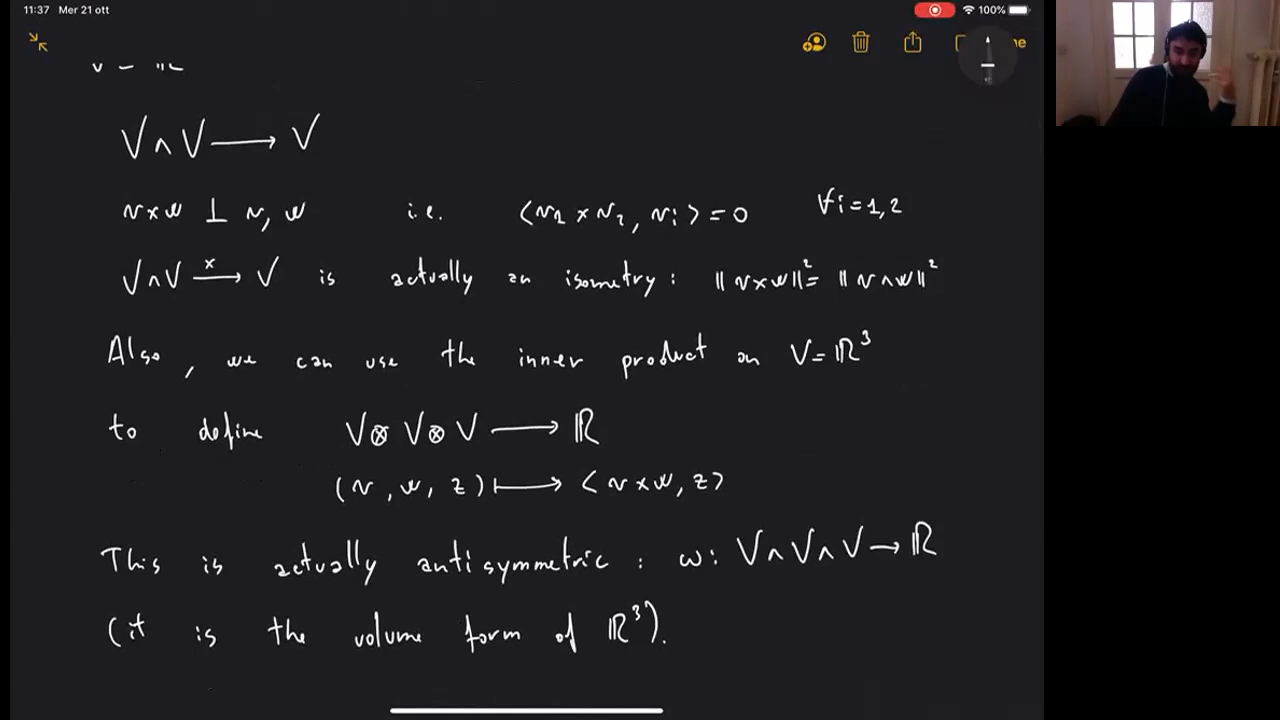 11:37 Mer 21 ott 100%
V∧V ⟶ V
v×w ⊥ v, w i.e. ⟨v₁ × v₂, vᵢ⟩ = 0 ∀i=1,2
V∧V –×→ V is actually an isometry: ‖v×w‖² = ‖v∧w‖²
Also, we can use the inner product on V=ℝ³
to define V⊗V⊗V ⟶ ℝ
(v, w, z) ⟼ ⟨v×w, z⟩
This is actually antisymmetric: ω: V∧V∧V → ℝ
(it is the volume form of ℝ³).